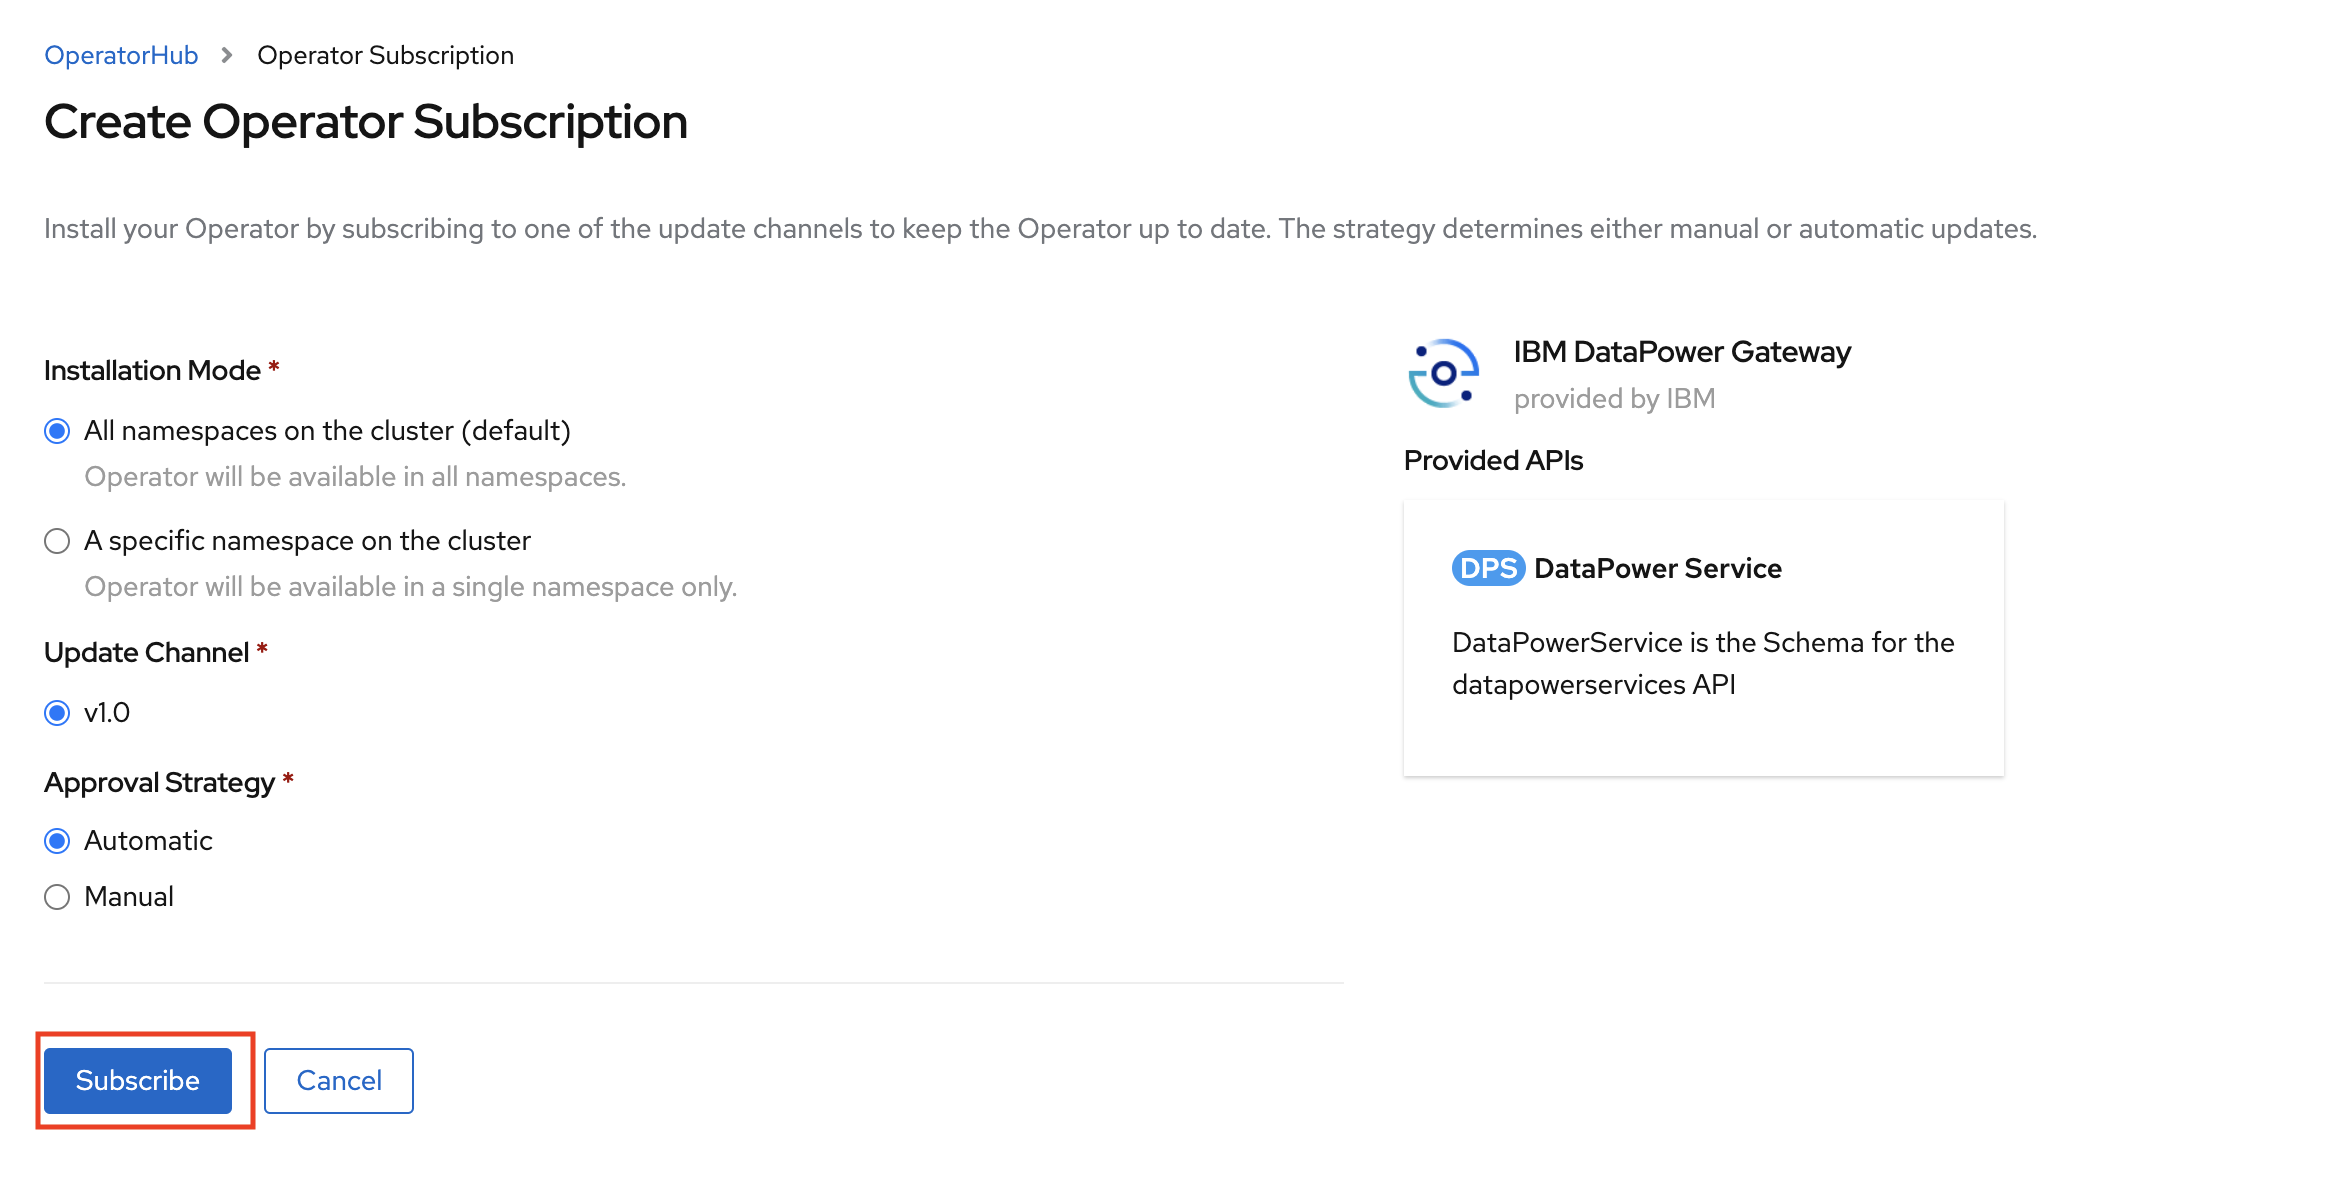 OperatorHub > Operator Subscription
Create Operator Subscription
Install your Operator by subscribing to one of the update channels to keep the Operator up to date. The strategy determines either manual or automatic updates.
Installation Mode *
All namespaces on the cluster (default)
Operator will be available in all namespaces.
A specific namespace on the cluster
Operator will be available in a single namespace only.
Update Channel *
v1.0
Approval Strategy *
Automatic
Manual
Subscribe
Cancel
IBM DataPower Gateway
provided by IBM
Provided APIs
DPS DataPower Service
DataPowerService is the Schema for the
datapowerservices API